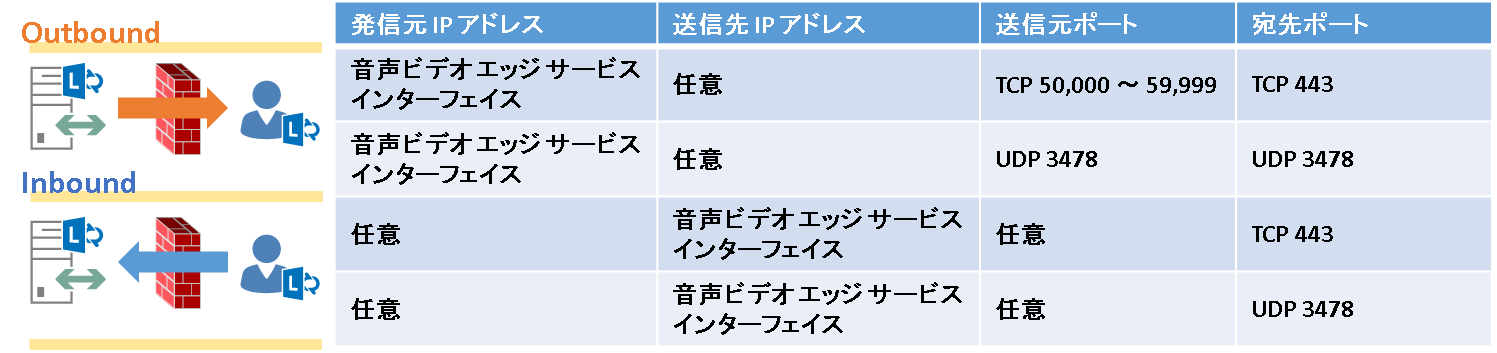 Outbound
発信元 IP アドレス
送信先 IP アドレス
送信元ポート
宛先ポート
音声ビデオ エッジ サービス
インターフェイス
任意
TCP 50,000 ～ 59,999
TCP 443
音声ビデオ エッジ サービス
インターフェイス
任意
UDP 3478
UDP 3478
Inbound
任意
音声ビデオ エッジ サービス
インターフェイス
任意
TCP 443
任意
音声ビデオ エッジ サービス
インターフェイス
任意
UDP 3478
L
L
L
L